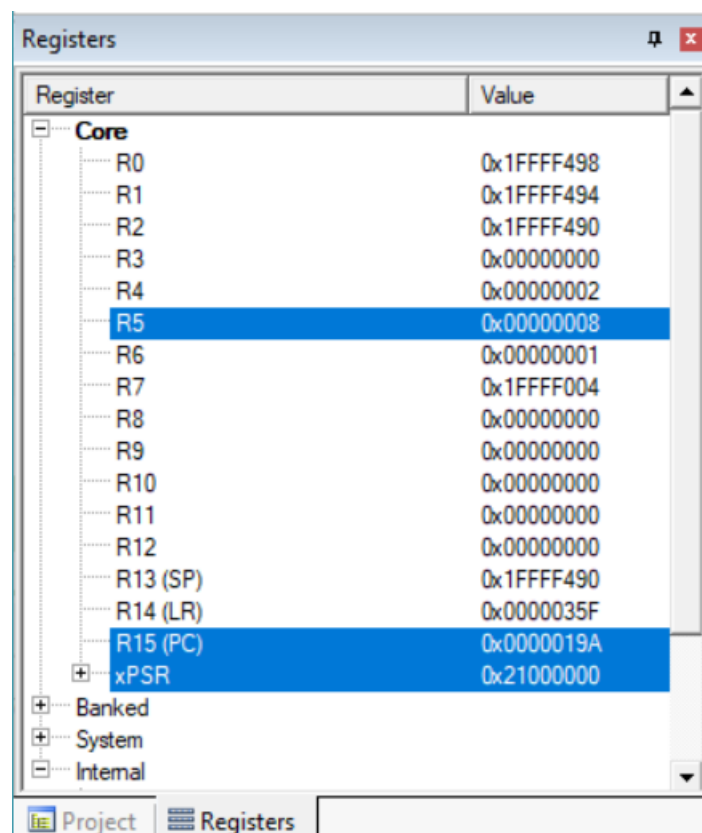 Registers
Register Value
Core
R0 0x1FFFF498
R1 0x1FFFF494
R2 0x1FFFF490
R3 0x00000000
R4 0x00000002
R5 0x00000008
R6 0x00000001
R7 0x1FFFF004
R8 0x00000000
R9 0x00000000
R10 0x00000000
R11 0x00000000
R12 0x00000000
R13 (SP) 0x1FFFF490
R14 (LR) 0x0000035F
R15 (PC) 0x0000019A
xPSR 0x21000000
Banked
System
Internal
Project Registers